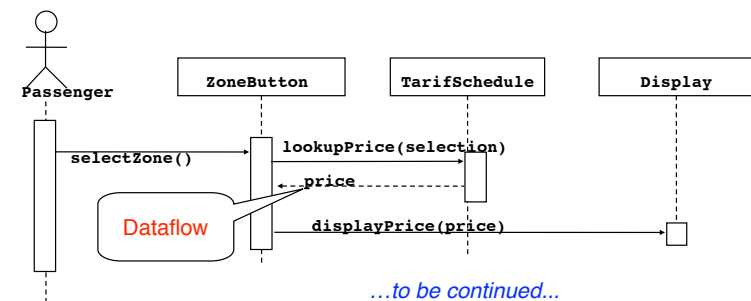 Passenger
ZoneButton
TarifSchedule
Display
selectZone()
lookupPrice(selection)
price
Dataflow
displayPrice(price)
…to be continued...